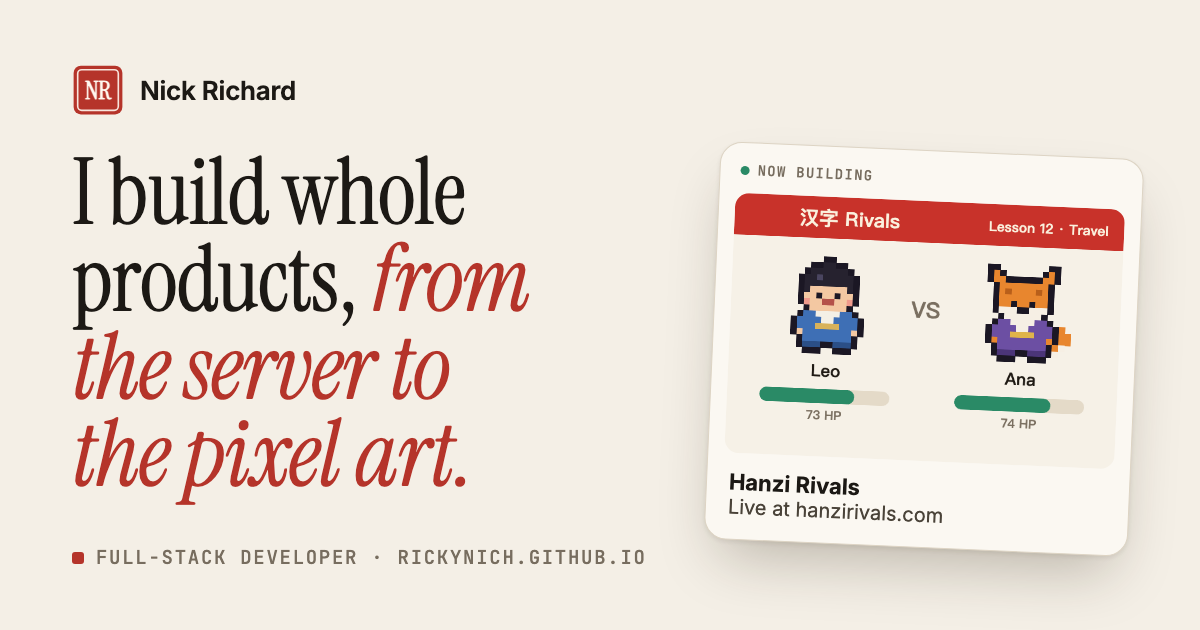 NR
Nick Richard
I build whole
products, from
the server to
the pixel art.
FULL-STACK DEVELOPER · RICKYNICH.GITHUB.IO
NOW BUILDING
汉字 Rivals
Lesson 12 · Travel
VS
Leo
Ana
73 HP
74 HP
Hanzi Rivals
Live at hanzirivals.com